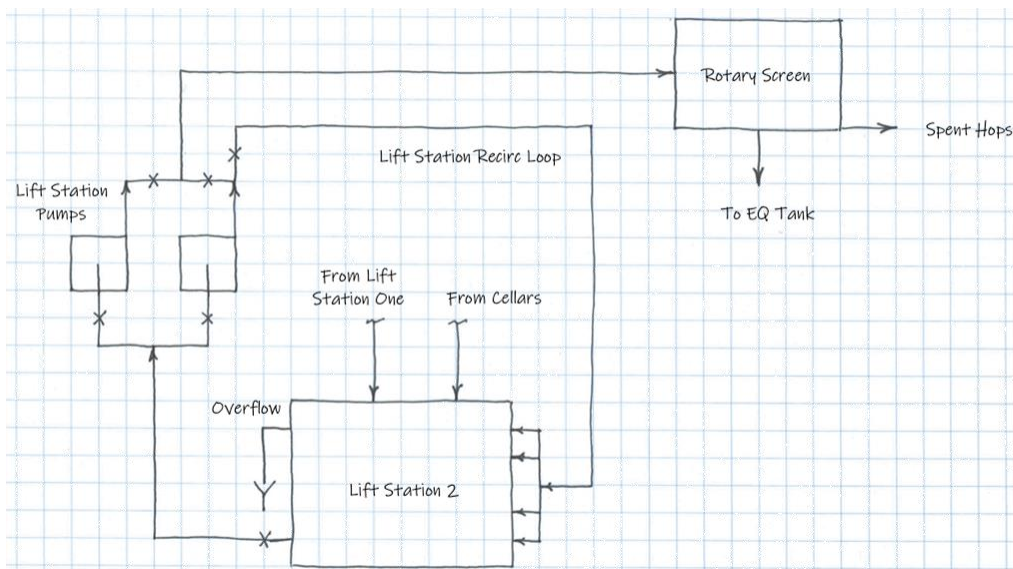 Rotary Screen
Spent Hops
Lift Station Recirc Loop
Lift Station
Pumps
To EQ Tank
From Lift
Station One
From Cellars
Overflow
Lift Station 2